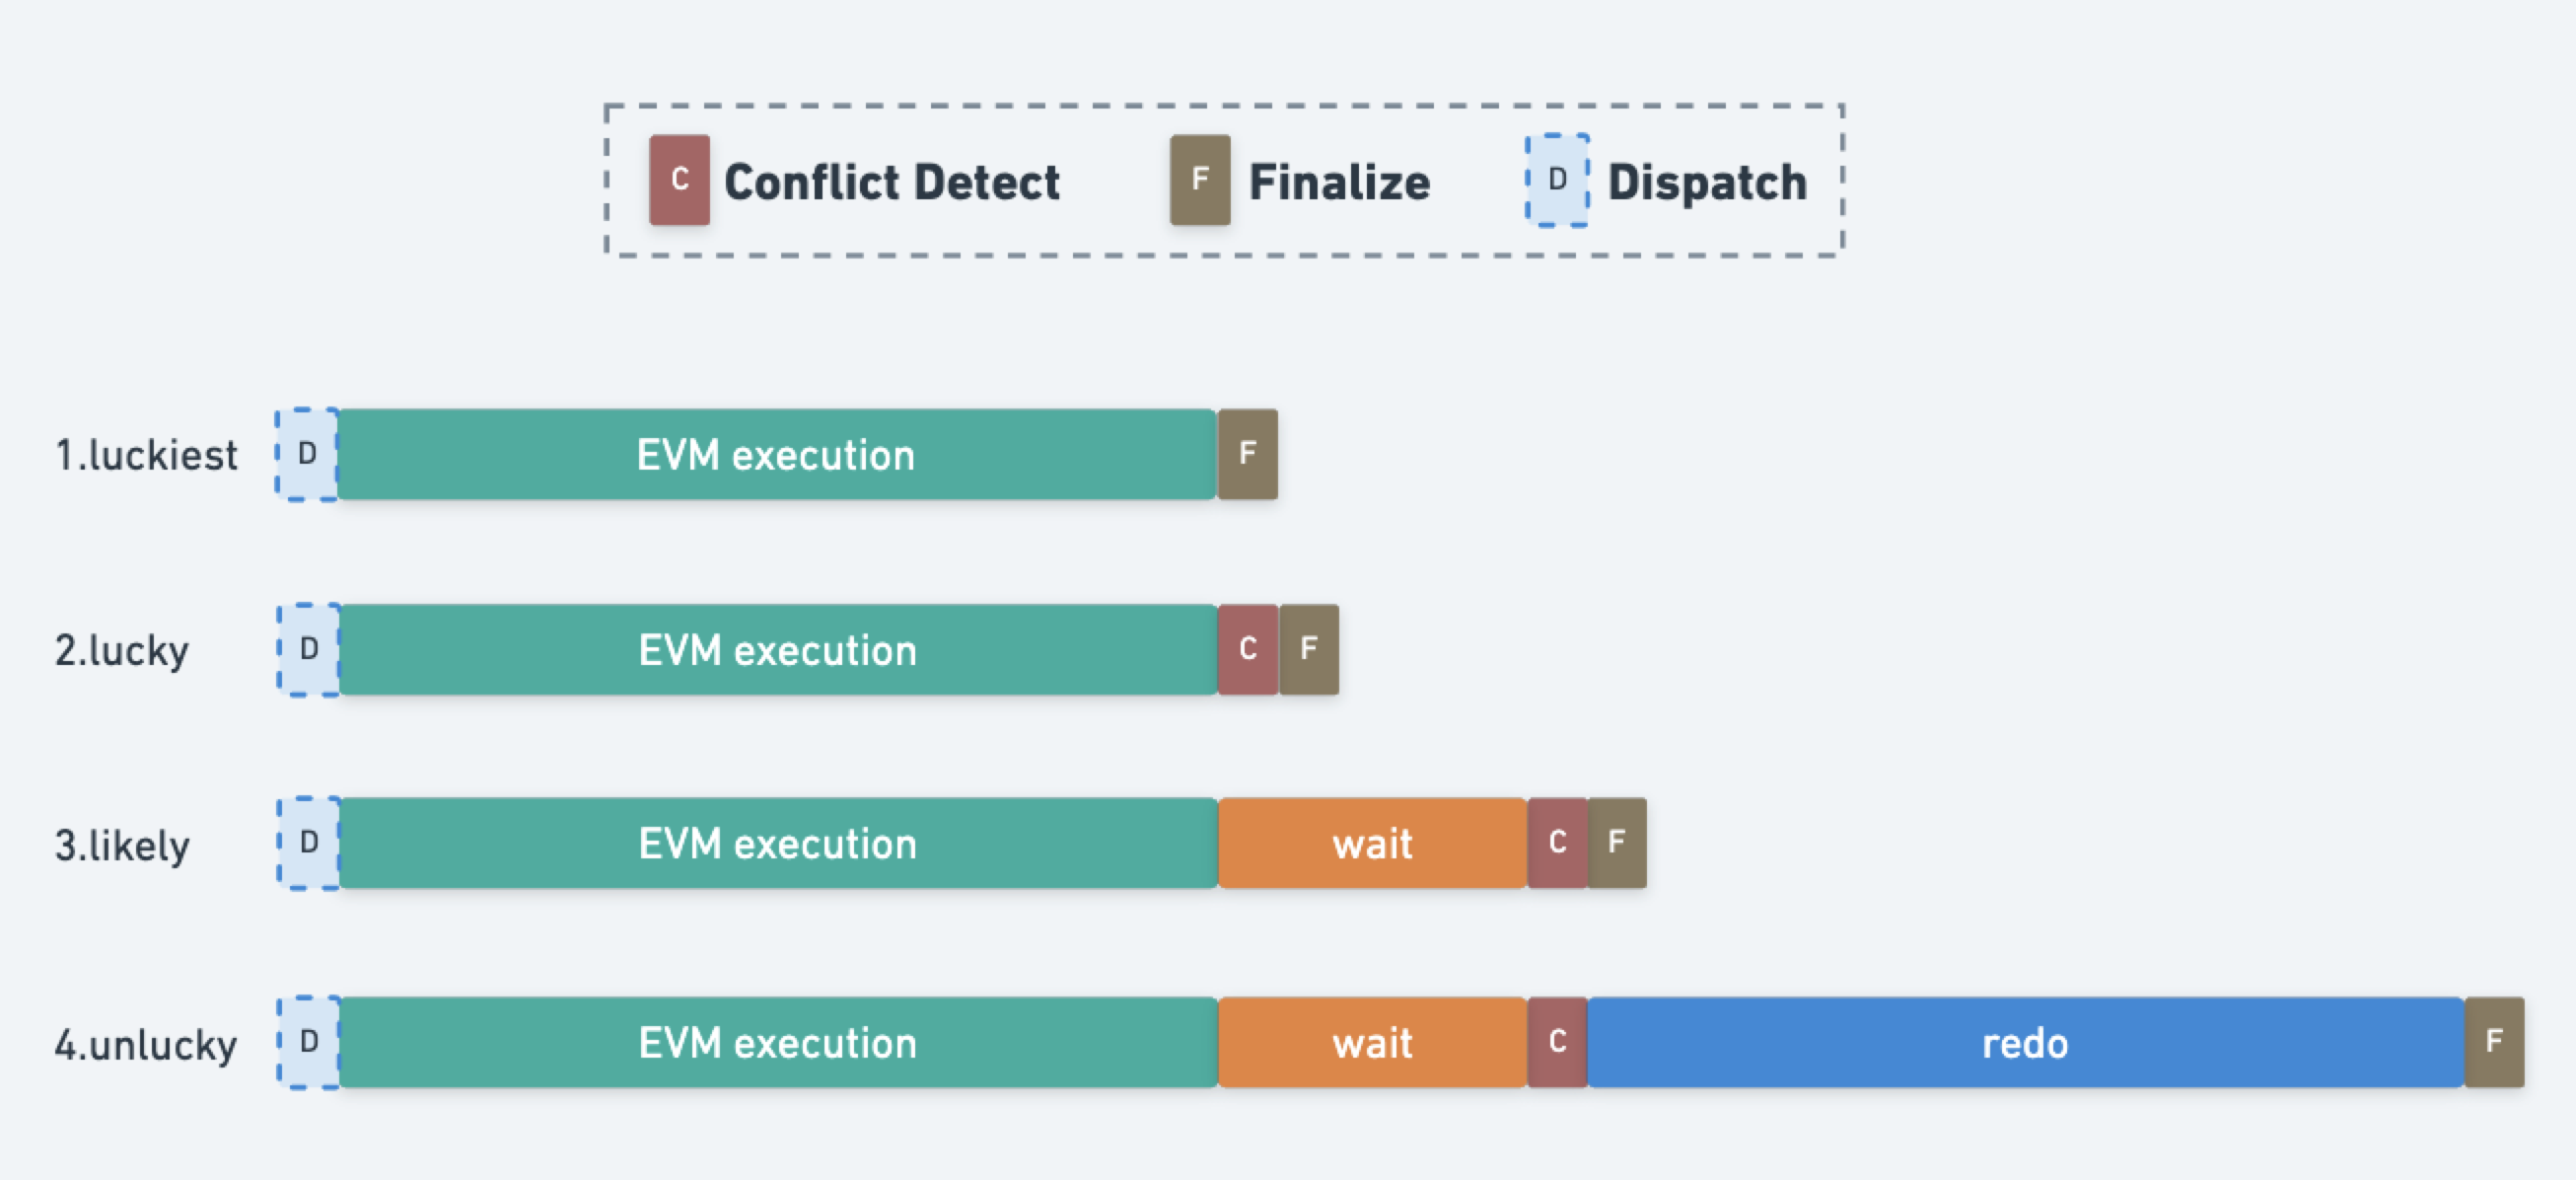 C Conflict Detect F Finalize D Dispatch
1.luckiest D EVM execution F
2.lucky D EVM execution C F
3.likely D EVM execution wait C F
4.unlucky D EVM execution wait C redo F